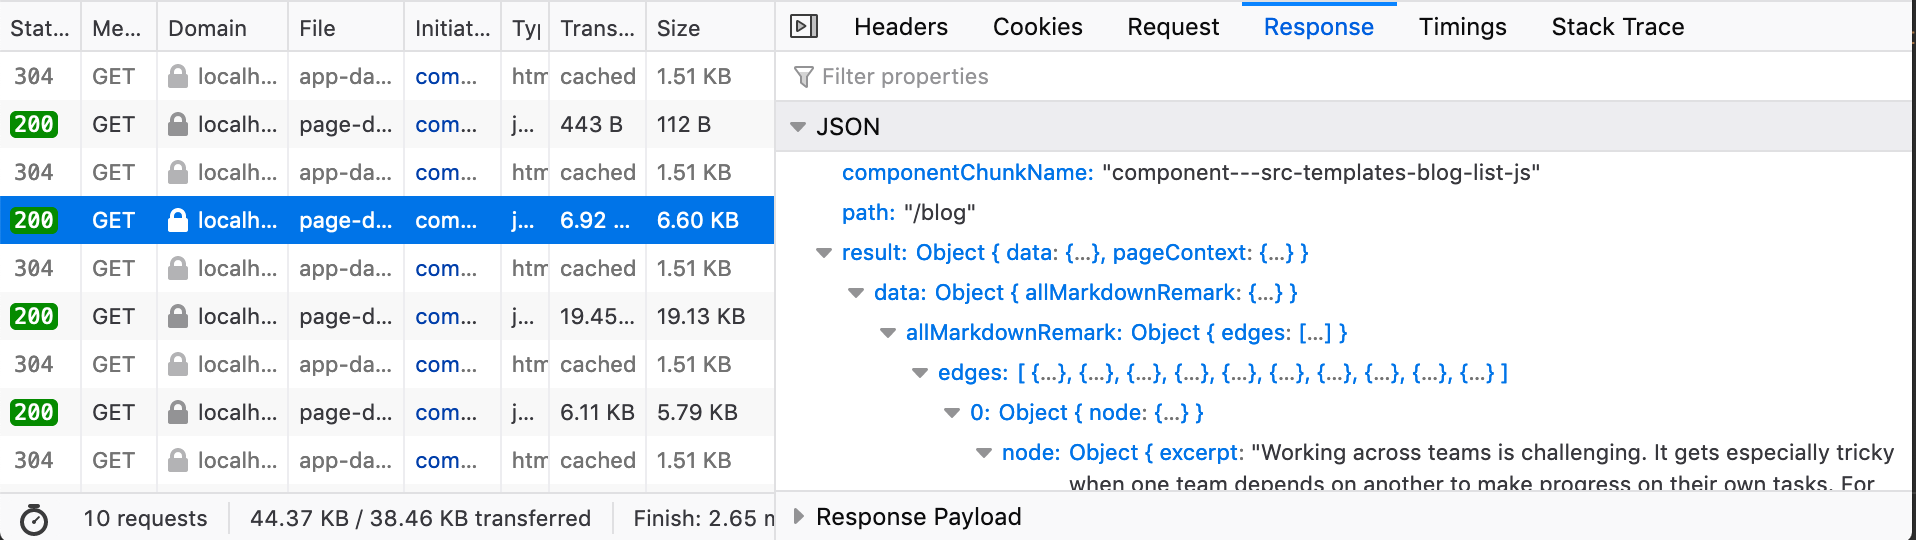 Stat... Me... Domain File Initiat... Ty Trans... Size
304 GET localh... app-da... com... htm cached 1.51 KB
200 GET localh... page-d... com... j... 443 B 112 B
304 GET localh... app-da... com... htm cached 1.51 KB
200 GET localh... page-d... com... j... 6.92 ... 6.60 KB
304 GET localh... app-da... com... htm cached 1.51 KB
200 GET localh... page-d... com... j... 19.45... 19.13 KB
304 GET localh... app-da... com... htm cached 1.51 KB
200 GET localh... page-d... com... j... 6.11 KB 5.79 KB
304 GET localh... app-da... com... htm cached 1.51 KB
10 requests 44.37 KB / 38.46 KB transferred Finish: 2.65 m
Headers Cookies Request Response Timings Stack Trace
Filter properties
JSON
componentChunkName: "component---src-templates-blog-list-js"
path: "/blog"
result: Object { data: {…}, pageContext: {…} }
data: Object { allMarkdownRemark: {…} }
allMarkdownRemark: Object { edges: […] }
edges: [ {…}, {…}, {…}, {…}, {…}, {…}, {…}, {…}, {…}, {…} ]
0: Object { node: {…} }
node: Object { excerpt: "Working across teams is challenging. It gets especially tricky
when one team depends on another to make progress on their own tasks. For
Response Payload